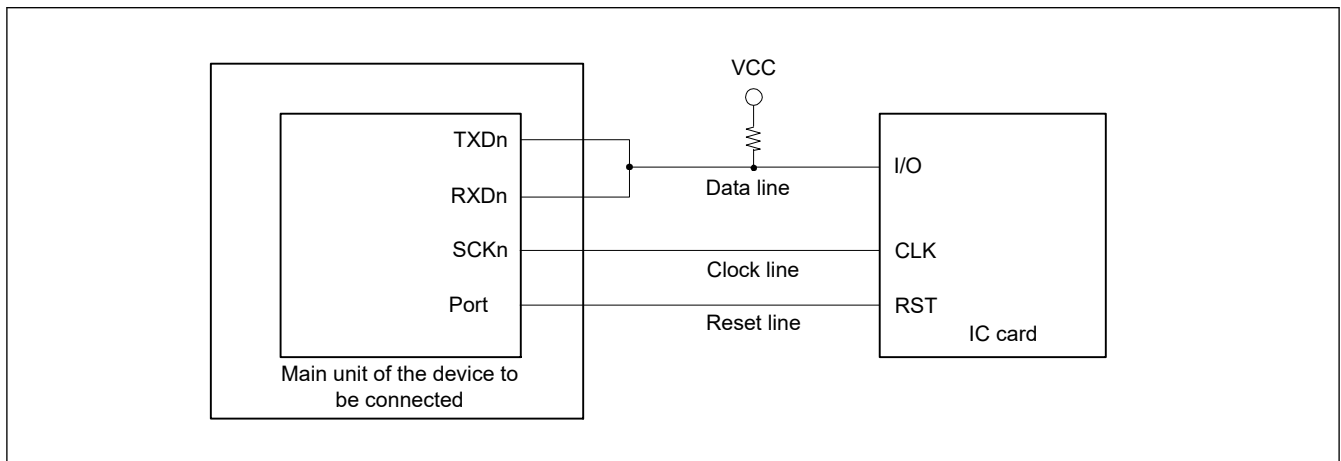 VCC
TXDn
I/O
Data line
RXDn
SCKn
CLK
Clock line
Port
RST
Reset line
IC card
Main unit of the device to
be connected